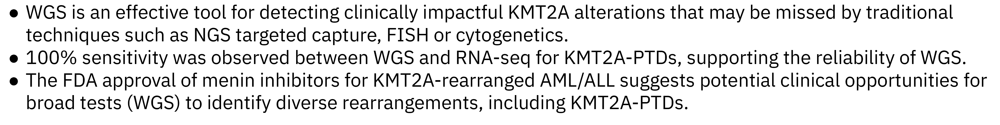 ● WGS is an effective tool for detecting clinically impactful KMT2A alterations that may be missed by traditional
techniques such as NGS targeted capture, FISH or cytogenetics.
● 100% sensitivity was observed between WGS and RNA-seq for KMT2A-PTDs, supporting the reliability of WGS.
● The FDA approval of menin inhibitors for KMT2A-rearranged AML/ALL suggests potential clinical opportunities for
broad tests (WGS) to identify diverse rearrangements, including KMT2A-PTDs.